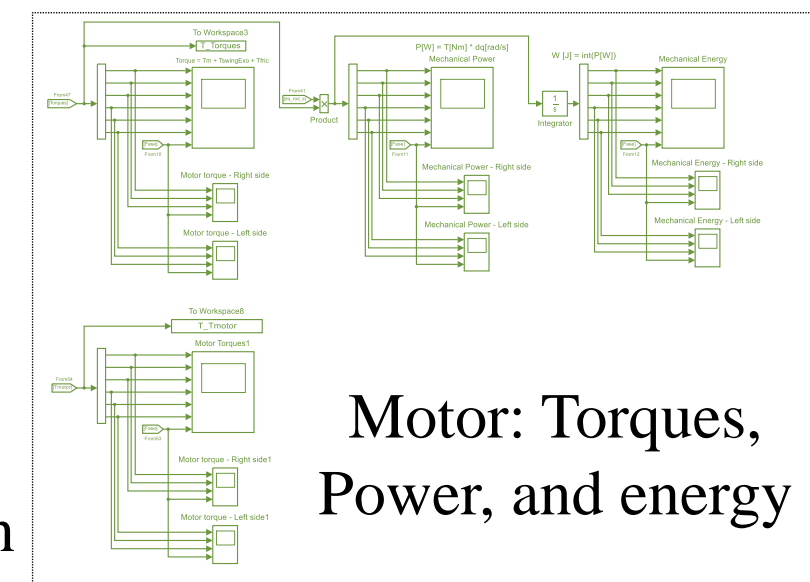 To Workspace3
T_Torques
Torque = Tm + TswingExo + Tfric
From47
[Torques]
[Fase]
From10
Motor torque - Right side
Motor torque - Left side
P[W] = T[Nm] * dq[rad/s]
Mechanical Power
From41
[dq_rad_s]
Product
[Fase]
From11
Mechanical Power - Right side
Mechanical Power - Left side
W [J] = int(P[W])
Mechanical Energy
1
s
Integrator
[Fase]
From12
Mechanical Energy - Right side
Mechanical Energy - Left side
To Workspace8
T_Tmotor
Motor Torques1
From54
[Tmotor]
[Fase]
From53
Motor torque - Right side1
Motor torque - Left side1
Motor: Torques,
Power, and energy
n